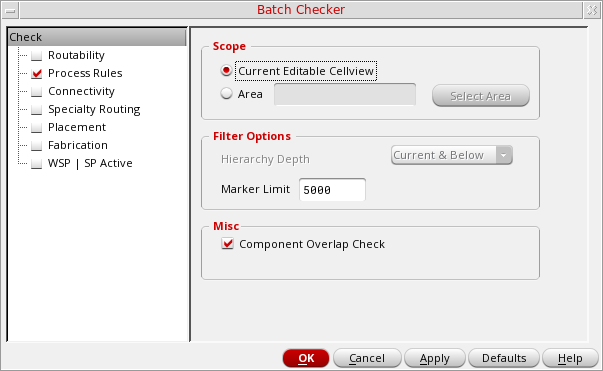 Batch Checker
Check
Routability
Process Rules
Connectivity
Specialty Routing
Placement
Fabrication
WSP | SP Active
Scope
Current Editable Cellview
Area
Select Area
Filter Options
Hierarchy Depth
Current & Below
Marker Limit
5000
Misc
Component Overlap Check
OK
Cancel
Apply
Defaults
Help